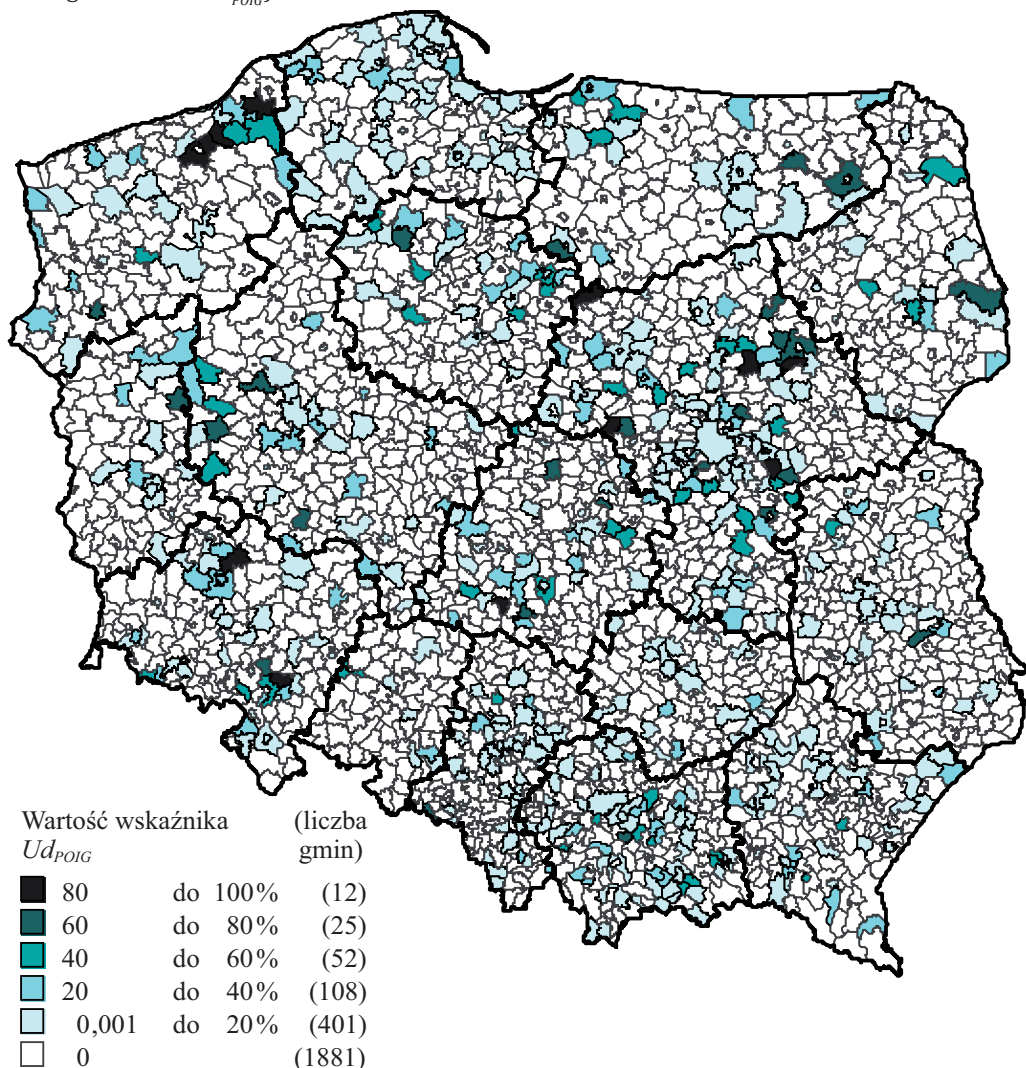 Wartość wskaźnika (liczba
Ud_POIG gmin)
80 do 100% (12)
60 do 80% (25)
40 do 60% (52)
20 do 40% (108)
0,001 do 20% (401)
0 (1881)